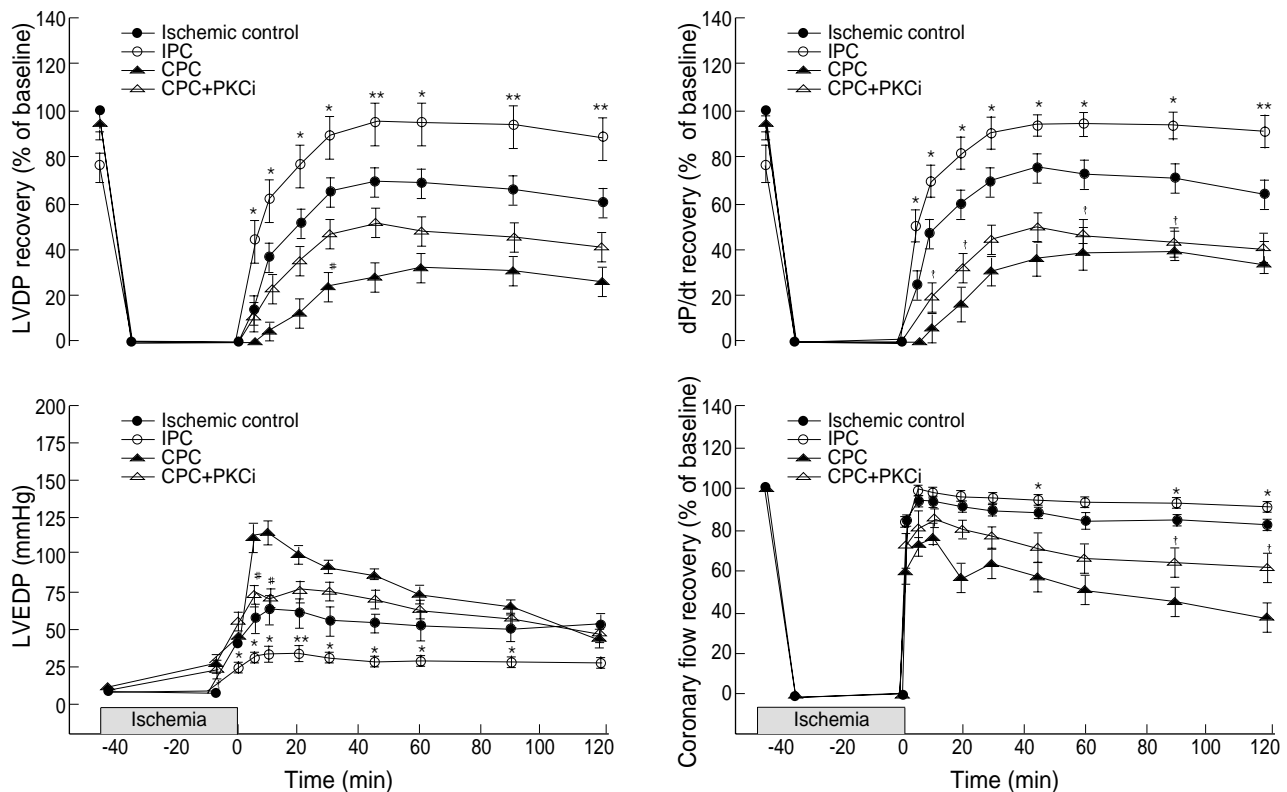 LVDP recovery (% of baseline)
140
120
100
80
60
40
20
0
Ischemic control
IPC
CPC
CPC+PKCi
* * * * ** * ** **
#
dP/dt recovery (% of baseline)
140
120
100
80
60
40
20
0
Ischemic control
IPC
CPC
CPC+PKCi
* * * * * * * **
† † † †
LVEDP (mmHg)
200
175
150
125
100
75
50
25
0
Ischemic control
IPC
CPC
CPC+PKCi
# #
* * * ** * * * *
Ischemia
-40 -20 0 20 40 60 80 100 120
Time (min)
Coronary flow recovery (% of baseline)
140
120
100
80
60
40
20
0
Ischemic control
IPC
CPC
CPC+PKCi
* * *
† †
Ischemia
-40 -20 0 20 40 60 80 100 120
Time (min)